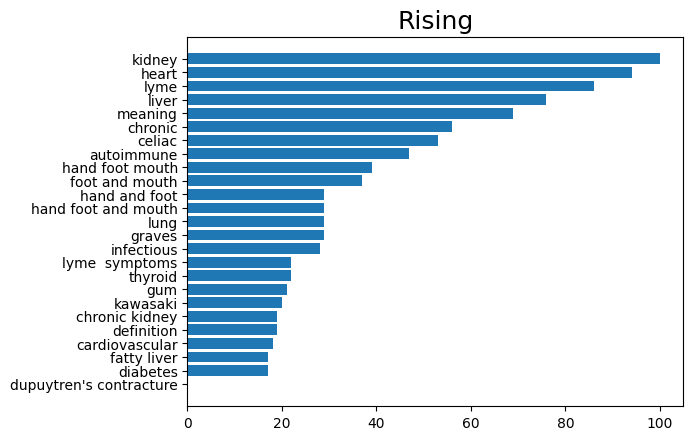 Rising
kidney
heart
lyme
liver
meaning
chronic
celiac
autoimmune
hand foot mouth
foot and mouth
hand and foot
hand foot and mouth
lung
graves
infectious
lyme  symptoms
thyroid
gum
kawasaki
chronic kidney
definition
cardiovascular
fatty liver
diabetes
dupuytren's contracture
0 20 40 60 80 100